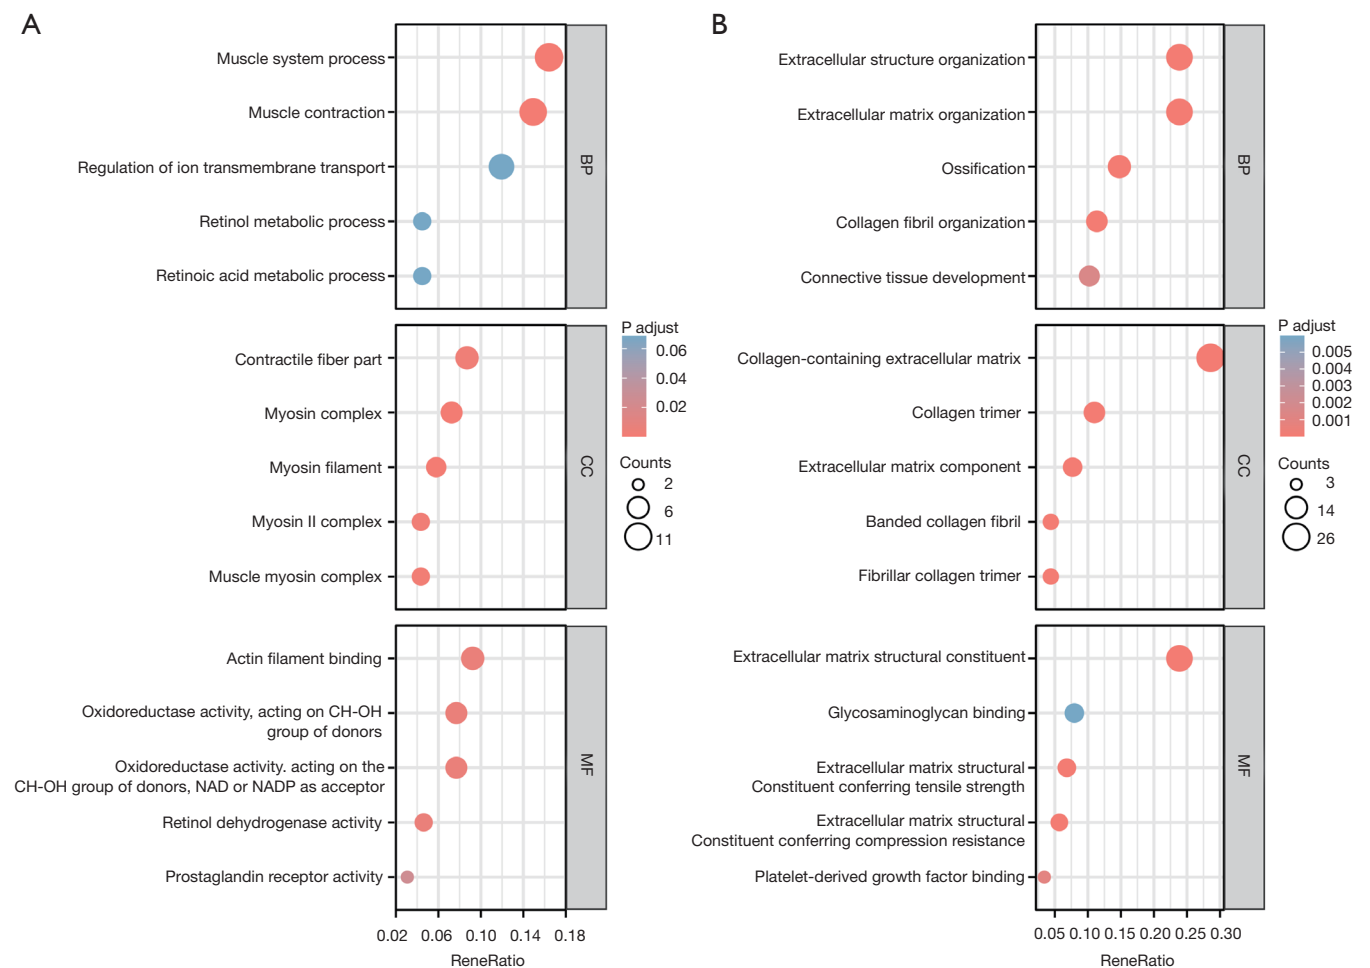 A
Muscle system process
Muscle contraction
Regulation of ion transmembrane transport
Retinol metabolic process
Retinoic acid metabolic process
BP
Contractile fiber part
Myosin complex
Myosin filament
Myosin II complex
Muscle myosin complex
CC
Actin filament binding
Oxidoreductase activity, acting on CH-OH
group of donors
Oxidoreductase activity. acting on the
CH-OH group of donors, NAD or NADP as acceptor
Retinol dehydrogenase activity
Prostaglandin receptor activity
MF
0.02 0.06 0.10 0.14 0.18
ReneRatio
P adjust
0.06
0.04
0.02
Counts
2
6
11
B
Extracellular structure organization
Extracellular matrix organization
Ossification
Collagen fibril organization
Connective tissue development
BP
Collagen-containing extracellular matrix
Collagen trimer
Extracellular matrix component
Banded collagen fibril
Fibrillar collagen trimer
CC
Extracellular matrix structural constituent
Glycosaminoglycan binding
Extracellular matrix structural
Constituent conferring tensile strength
Extracellular matrix structural
Constituent conferring compression resistance
Platelet-derived growth factor binding
MF
0.05 0.10 0.15 0.20 0.25 0.30
ReneRatio
P adjust
0.005
0.004
0.003
0.002
0.001
Counts
3
14
26